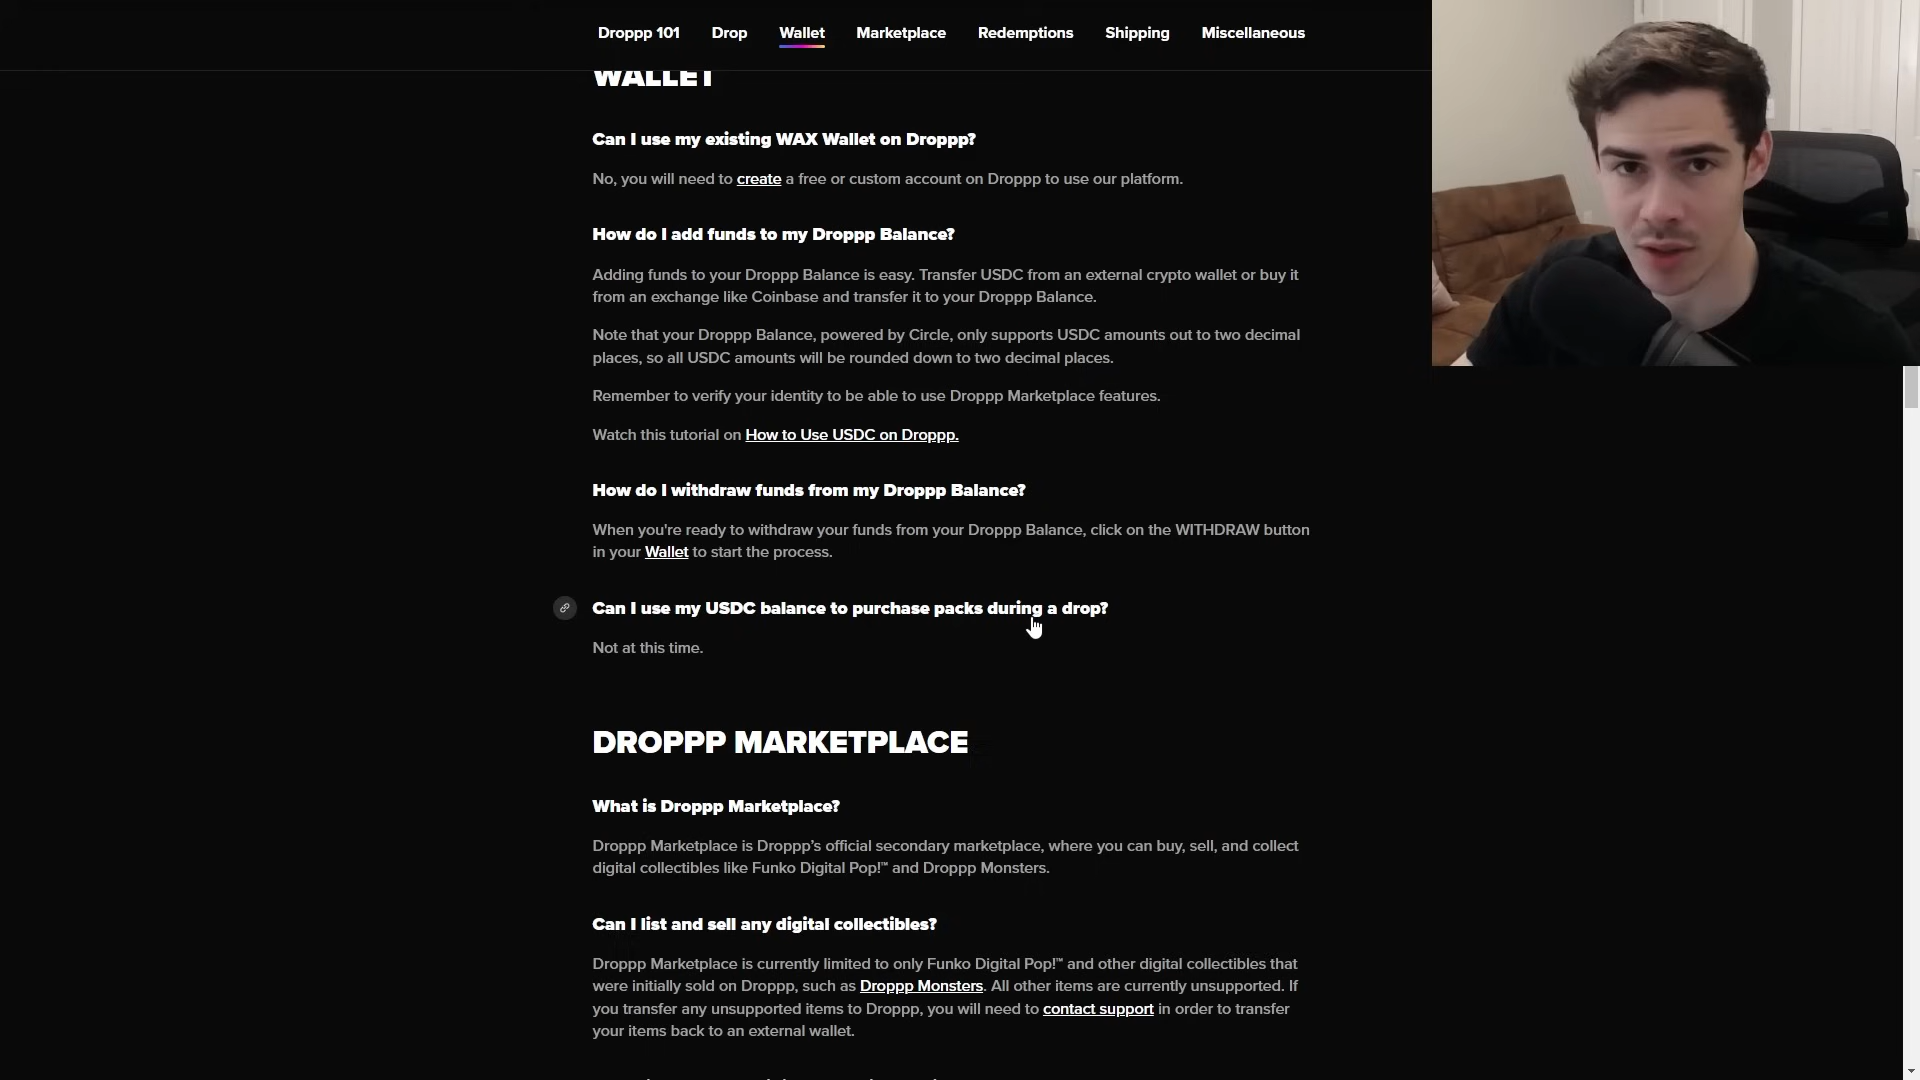 Droppp 101 Drop Wallet Marketplace Redemptions Shipping Miscellaneous
WALLET
Can I use my existing WAX Wallet on Droppp?
No, you will need to create a free or custom account on Droppp to use our platform.
How do I add funds to my Droppp Balance?
Adding funds to your Droppp Balance is easy. Transfer USDC from an external crypto wallet or buy it
from an exchange like Coinbase and transfer it to your Droppp Balance.
Note that your Droppp Balance, powered by Circle, only supports USDC amounts out to two decimal
places, so all USDC amounts will be rounded down to two decimal places.
Remember to verify your identity to be able to use Droppp Marketplace features.
Watch this tutorial on How to Use USDC on Droppp.
How do I withdraw funds from my Droppp Balance?
When you're ready to withdraw your funds from your Droppp Balance, click on the WITHDRAW button
in your Wallet to start the process.
Can I use my USDC balance to purchase packs during a drop?
Not at this time.
DROPPP MARKETPLACE
What is Droppp Marketplace?
Droppp Marketplace is Droppp’s official secondary marketplace, where you can buy, sell, and collect
digital collectibles like Funko Digital Pop!™ and Droppp Monsters.
Can I list and sell any digital collectibles?
Droppp Marketplace is currently limited to only Funko Digital Pop!™ and other digital collectibles that
were initially sold on Droppp, such as Droppp Monsters. All other items are currently unsupported. If
you transfer any unsupported items to Droppp, you will need to contact support in order to transfer
your items back to an external wallet.